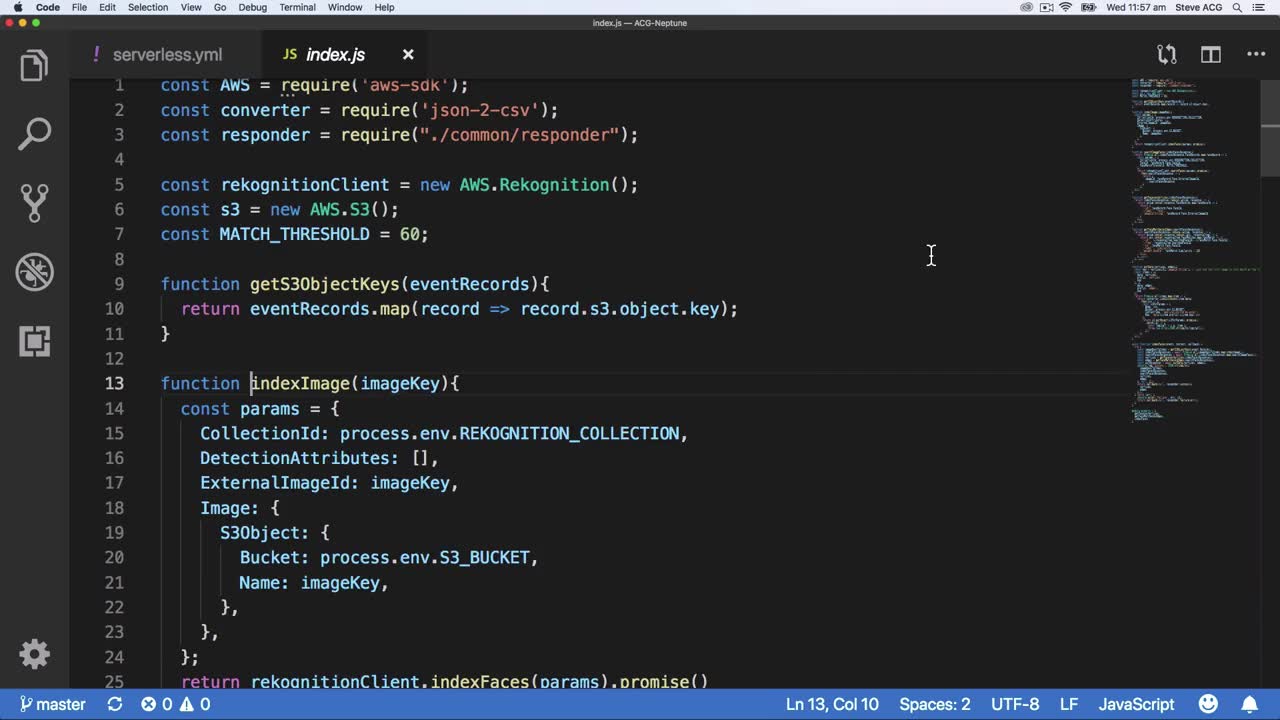 Code File Edit Selection View Go Debug Terminal Window Help Wed 11:57 am Steve ACG
index.js — ACG-Neptune
! serverless.yml JS index.js
1 const AWS = require('aws-sdk');
2 const converter = require('json-2-csv');
3 const responder = require("./common/responder");
4
5 const rekognitionClient = new AWS.Rekognition();
6 const s3 = new AWS.S3();
7 const MATCH_THRESHOLD = 60;
8
9 function getS3ObjectKeys(eventRecords){
10 return eventRecords.map(record => record.s3.object.key);
11 }
12
13 function indexImage(imageKey){
14 const params = {
15 CollectionId: process.env.REKOGNITION_COLLECTION,
16 DetectionAttributes: [],
17 ExternalImageId: imageKey,
18 Image: {
19 S3Object: {
20 Bucket: process.env.S3_BUCKET,
21 Name: imageKey,
22 },
23 },
24 };
25 return rekognitionClient.indexFaces(params).promise()
master 0 0 Ln 13, Col 10 Spaces: 2 UTF-8 LF JavaScript